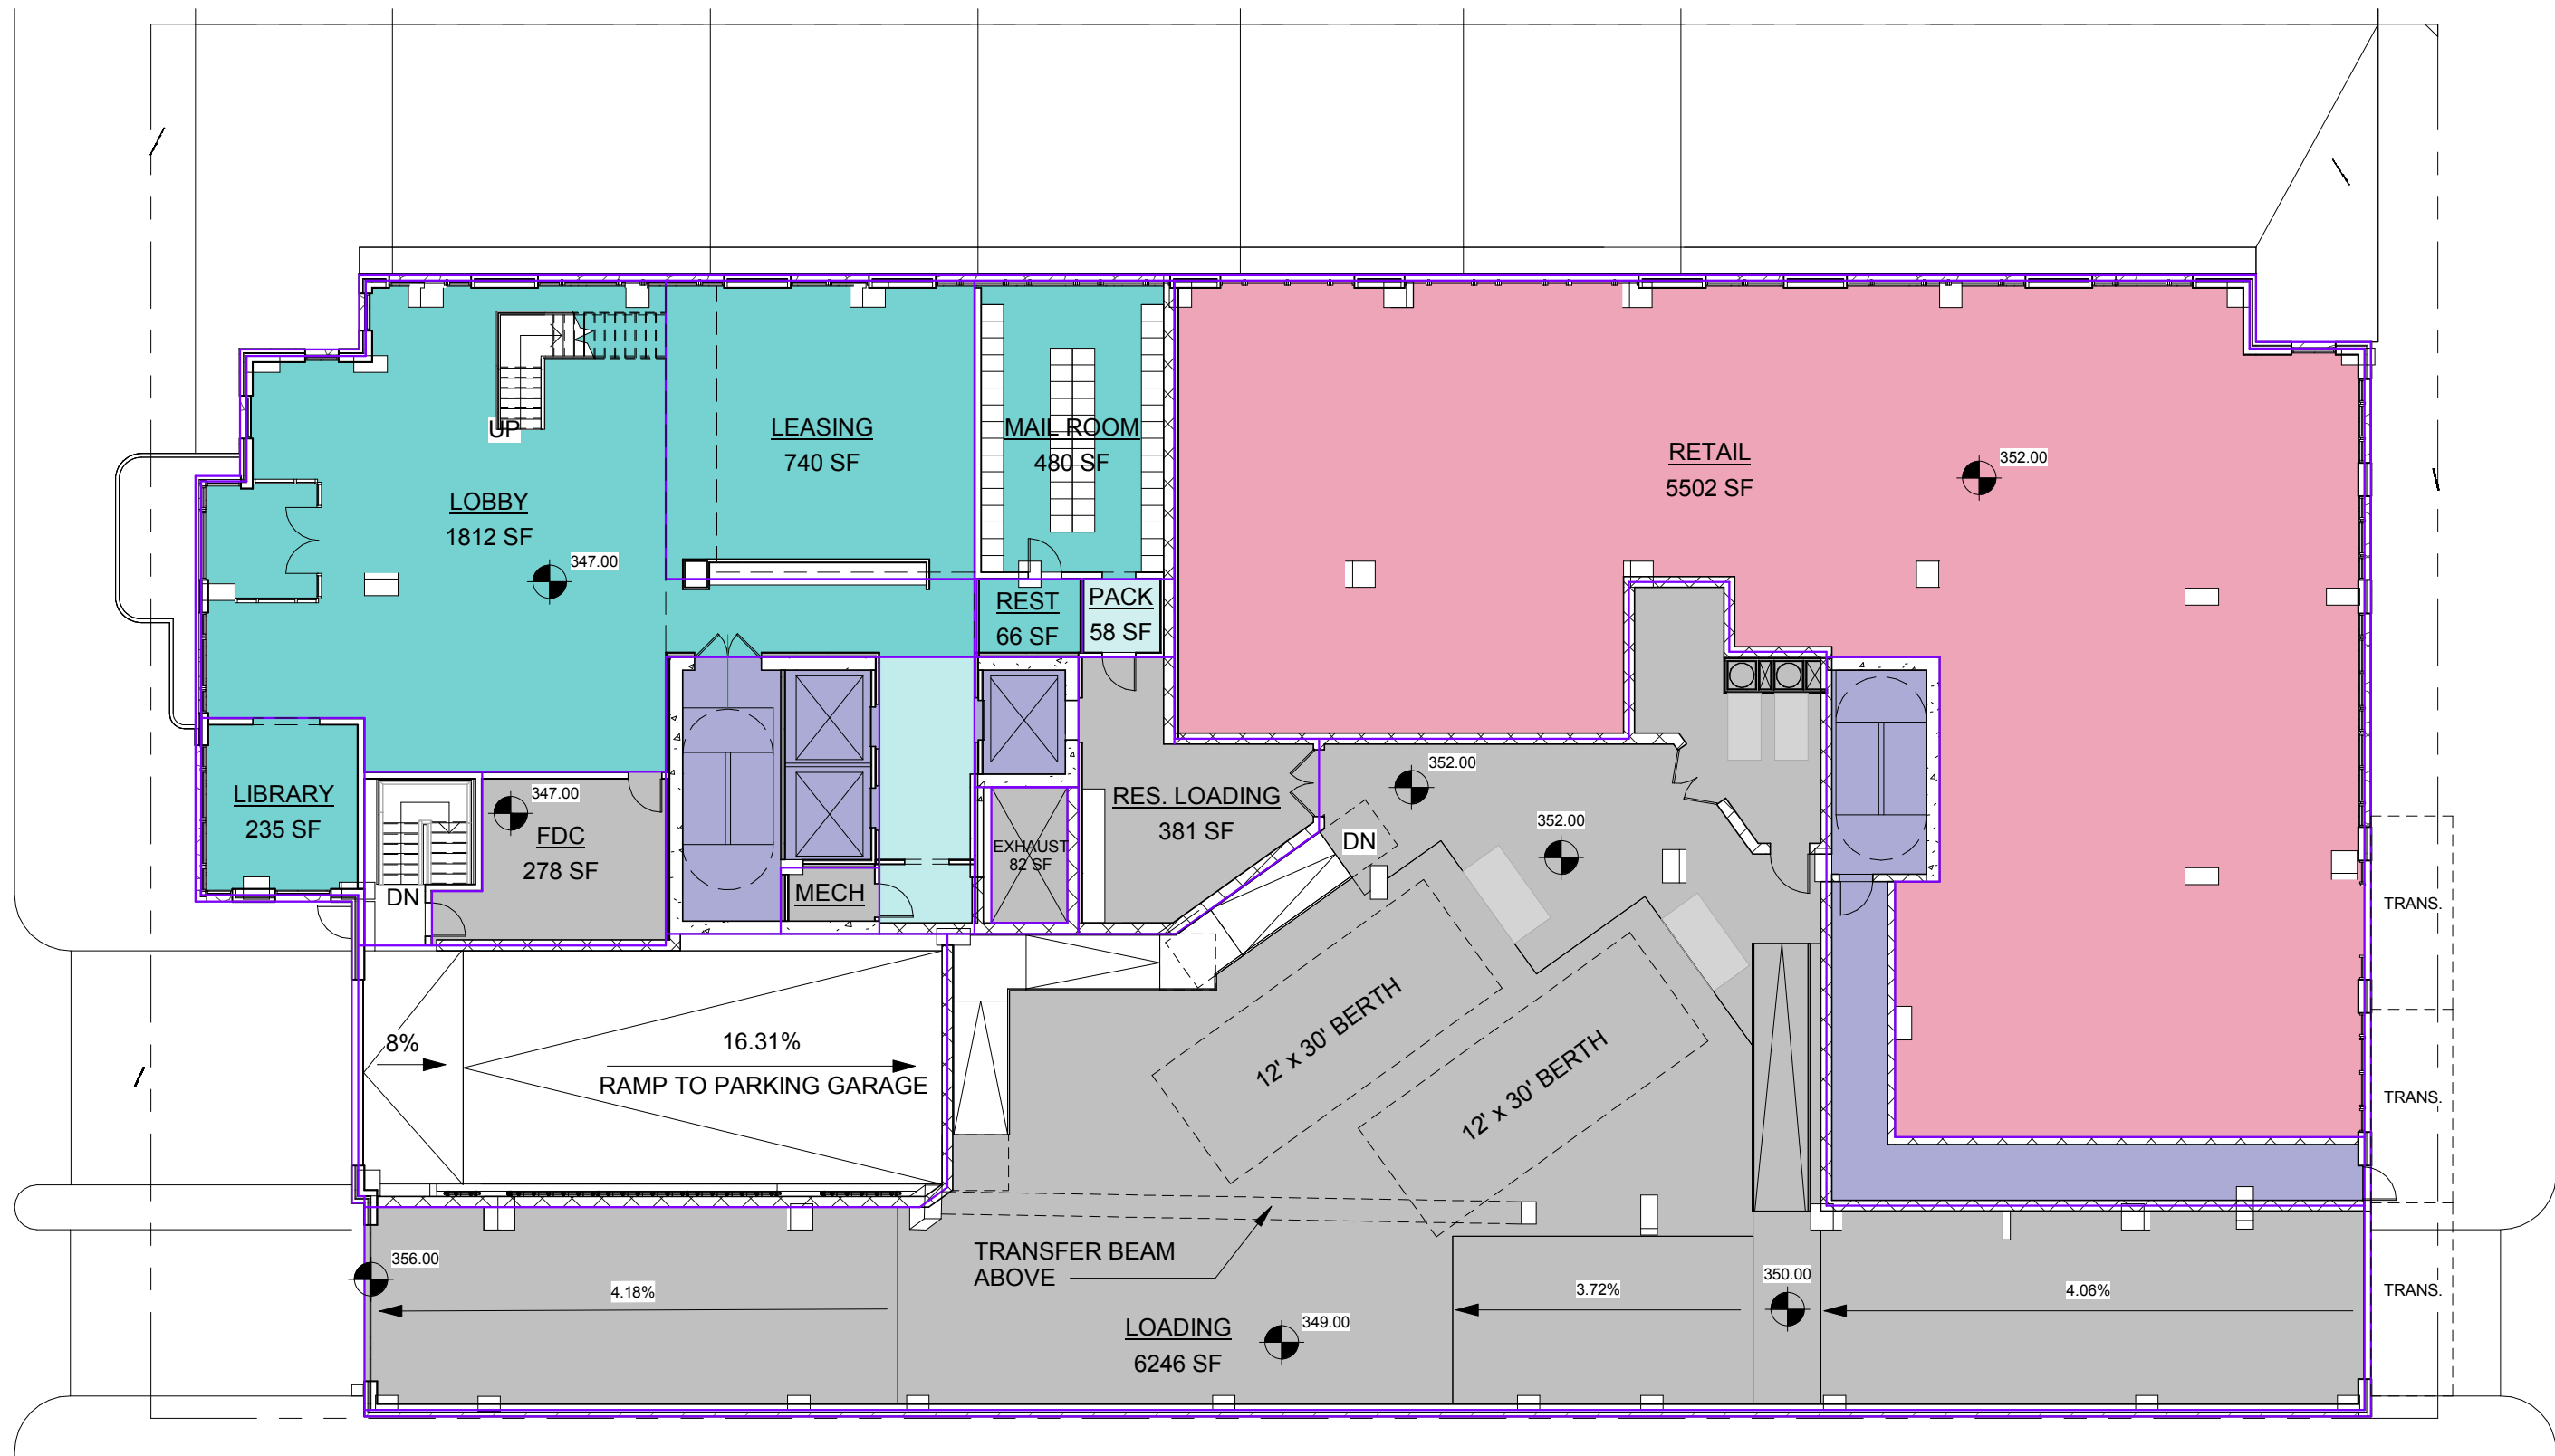 UP
LEASING
740 SF
MAIL ROOM
480 SF
RETAIL
5502 SF
352.00
LOBBY
1812 SF
347.00
REST
66 SF
PACK
58 SF
LIBRARY
235 SF
347.00
FDC
278 SF
DN
MECH
EXHAUST
82 SF
RES. LOADING
381 SF
352.00
352.00
DN
TRANS.
8%
16.31%
RAMP TO PARKING GARAGE
12' x 30' BERTH
12' x 30' BERTH
TRANS.
TRANSFER BEAM
ABOVE
356.00
4.18%
LOADING
6246 SF
349.00
3.72%
350.00
4.06%
TRANS.